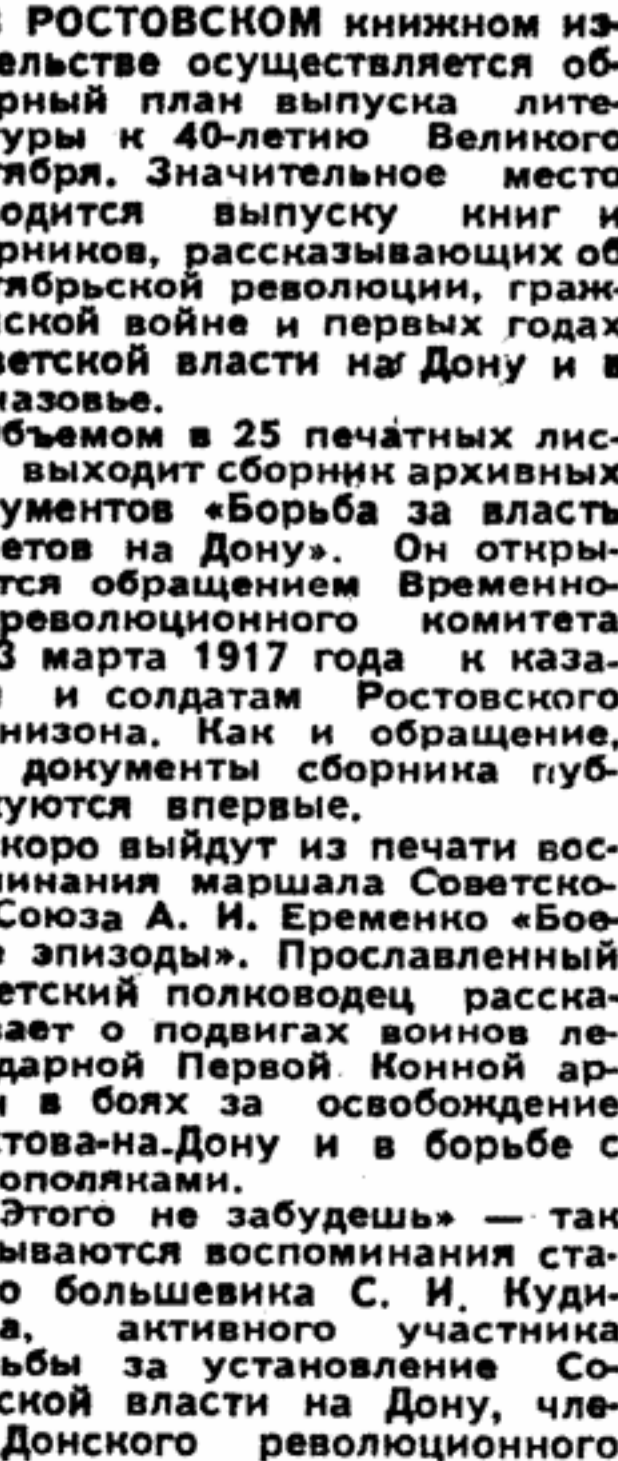 в РОСТОВСКОМ книжном из-
ельстве осуществляется об-
рный план выпуска лите-
туры к 40-летию Великого
тября. Значительное место
одится выпуску книг и
рников, рассказывающих об
тябрьской революции, граж-
ской войне и первых годах
ветской власти на Дону и в
иазовье.
бъемом в 25 печатных лис-
выходит сборник архивных
ументов «Борьба за власть
етов на Дону». Он откры-
тся обращением Временно-
революционного комитета
3 марта 1917 года к каза-
и солдатам Ростовского
низона. Как и обращение,
документы сборника пуб-
куются впервые.
коро выйдут из печати вос-
инания маршала Советско-
Союза А. И. Еременко «Бое-
е эпизоды». Прославленный
етский полководец расска-
вает о подвигах воинов ле-
дарной Первой Конной ар-
и в боях за освобождение
стова-на-Дону и в борьбе с
ополяками.
Этого не забудешь» — так
ываются воспоминания ста-
о большевика С. И. Куди-
а, активного участника
ьбы за установление Со-
ской власти на Дону, чле-
Донского революционного